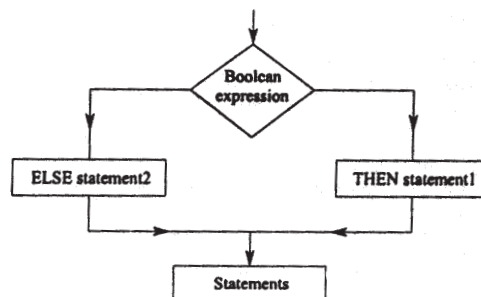 Boolean
expression
ELSE statement2
THEN statement1
Statements